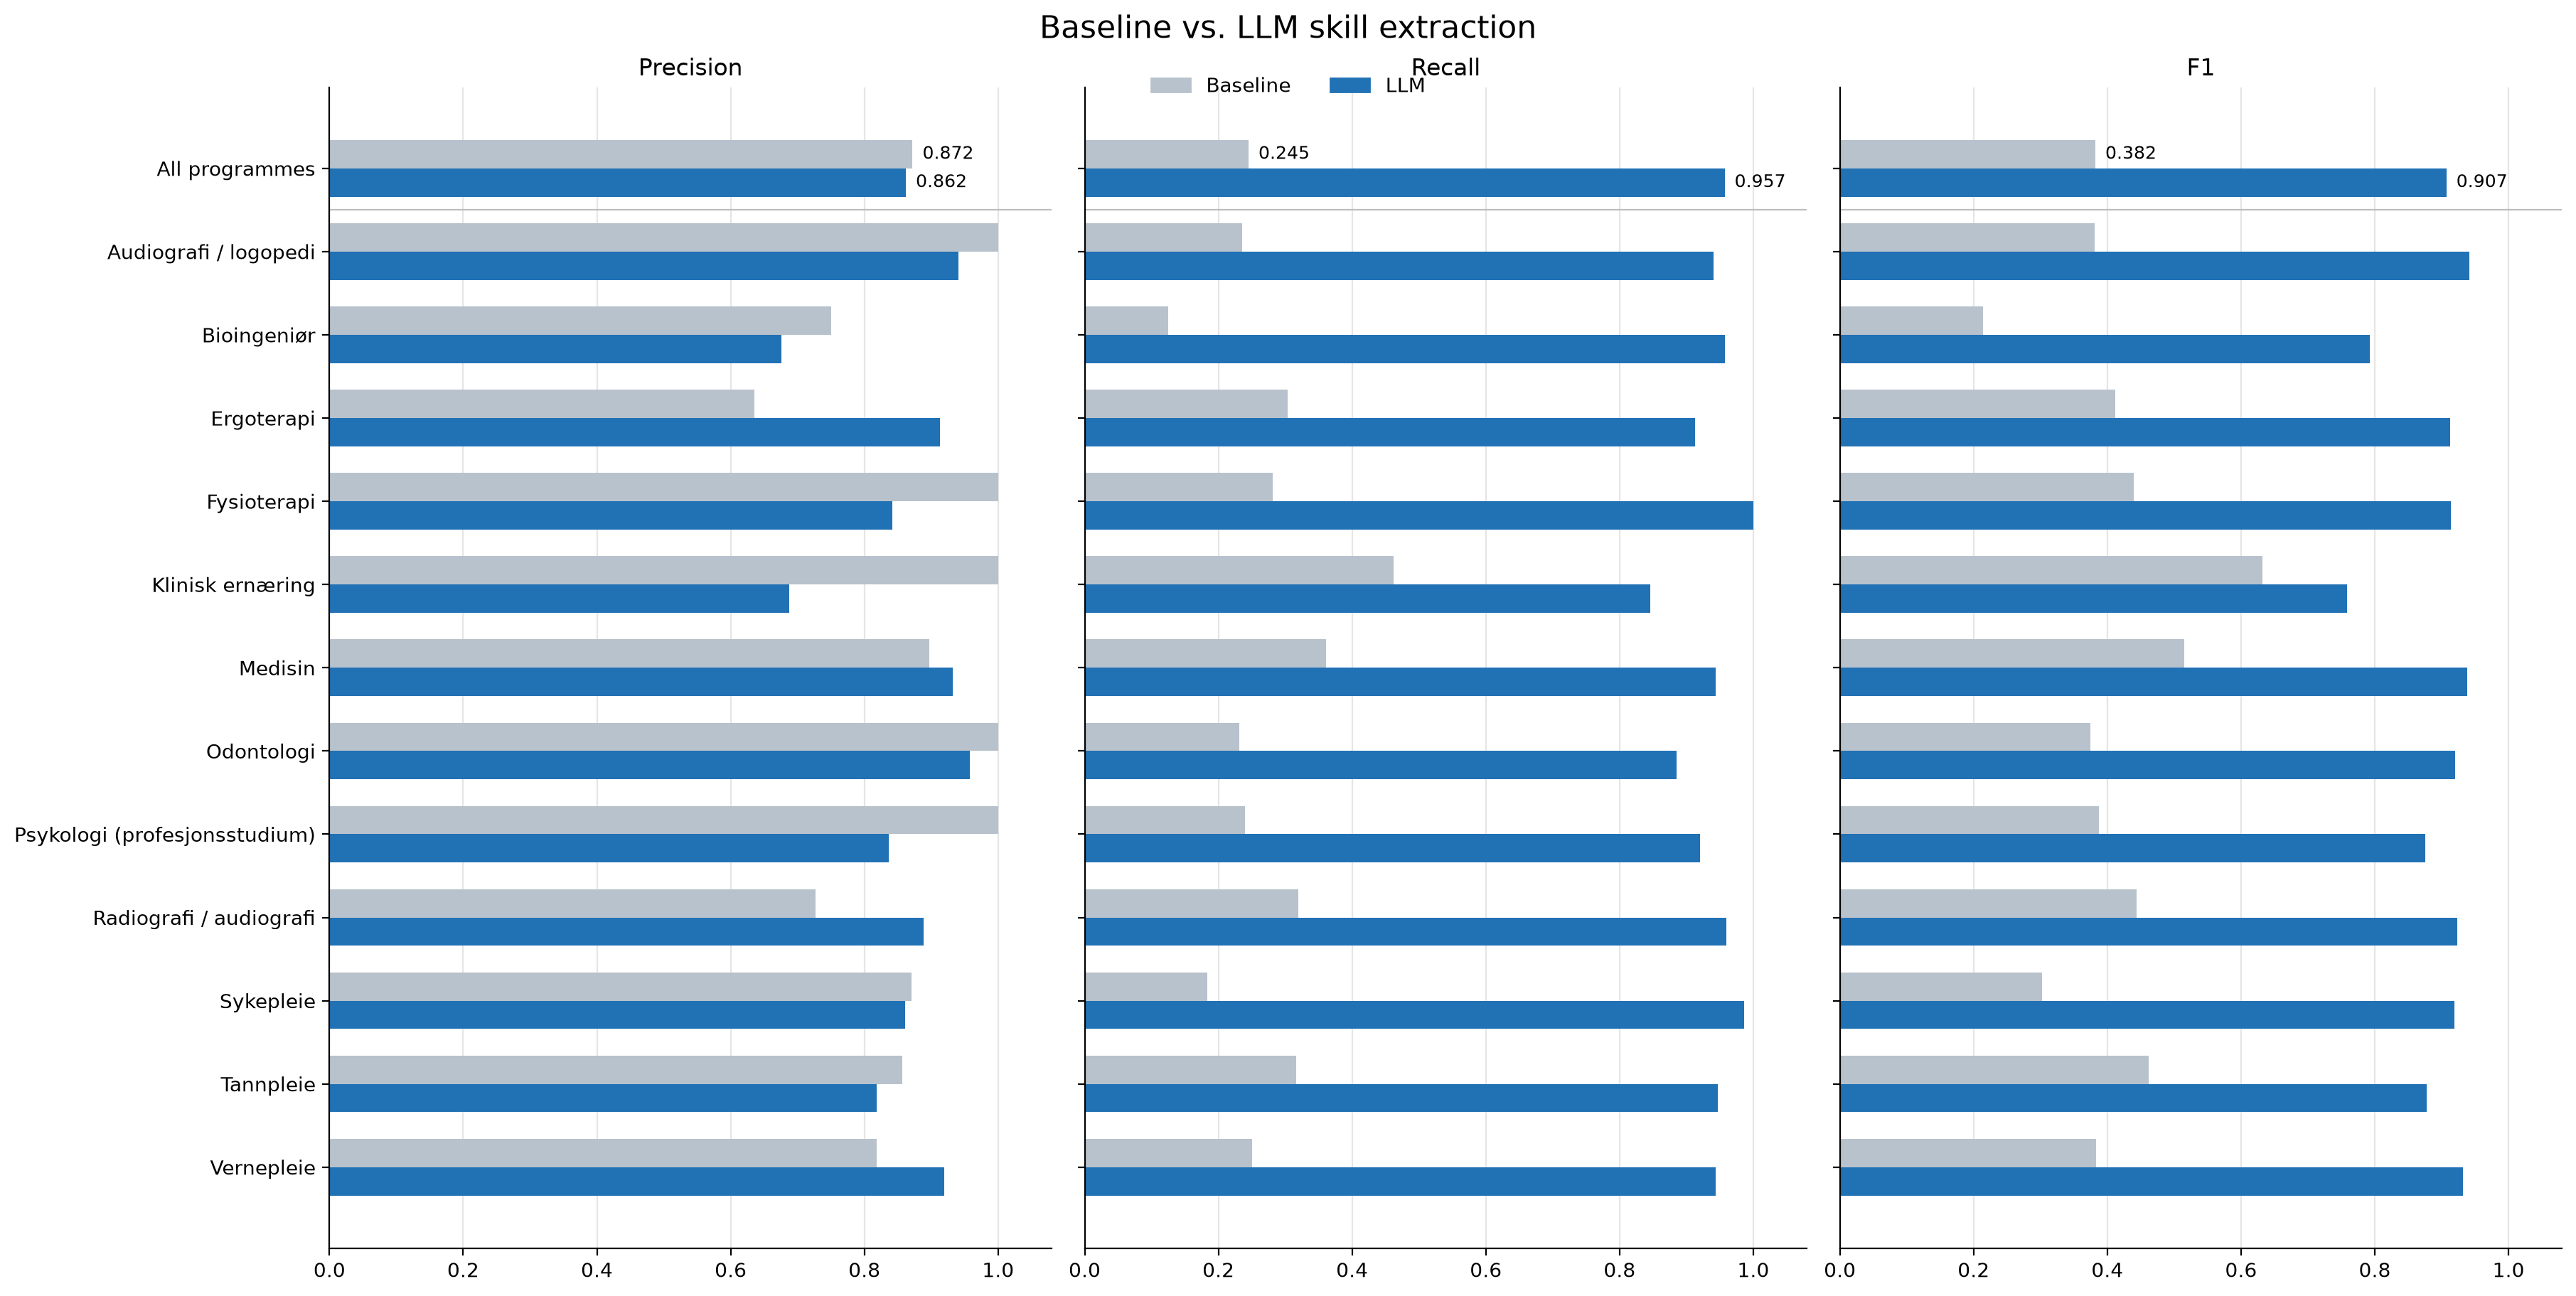 Baseline vs. LLM skill extraction
Precision
Recall
F1
Baseline
LLM
All programmes
Audiografi / logopedi
Bioingeniør
Ergoterapi
Fysioterapi
Klinisk ernæring
Medisin
Odontologi
Psykologi (profesjonsstudium)
Radiografi / audiografi
Sykepleie
Tannpleie
Vernepleie
0.872
0.862
0.245
0.957
0.382
0.907
0.0 0.2 0.4 0.6 0.8 1.0
0.0 0.2 0.4 0.6 0.8 1.0
0.0 0.2 0.4 0.6 0.8 1.0